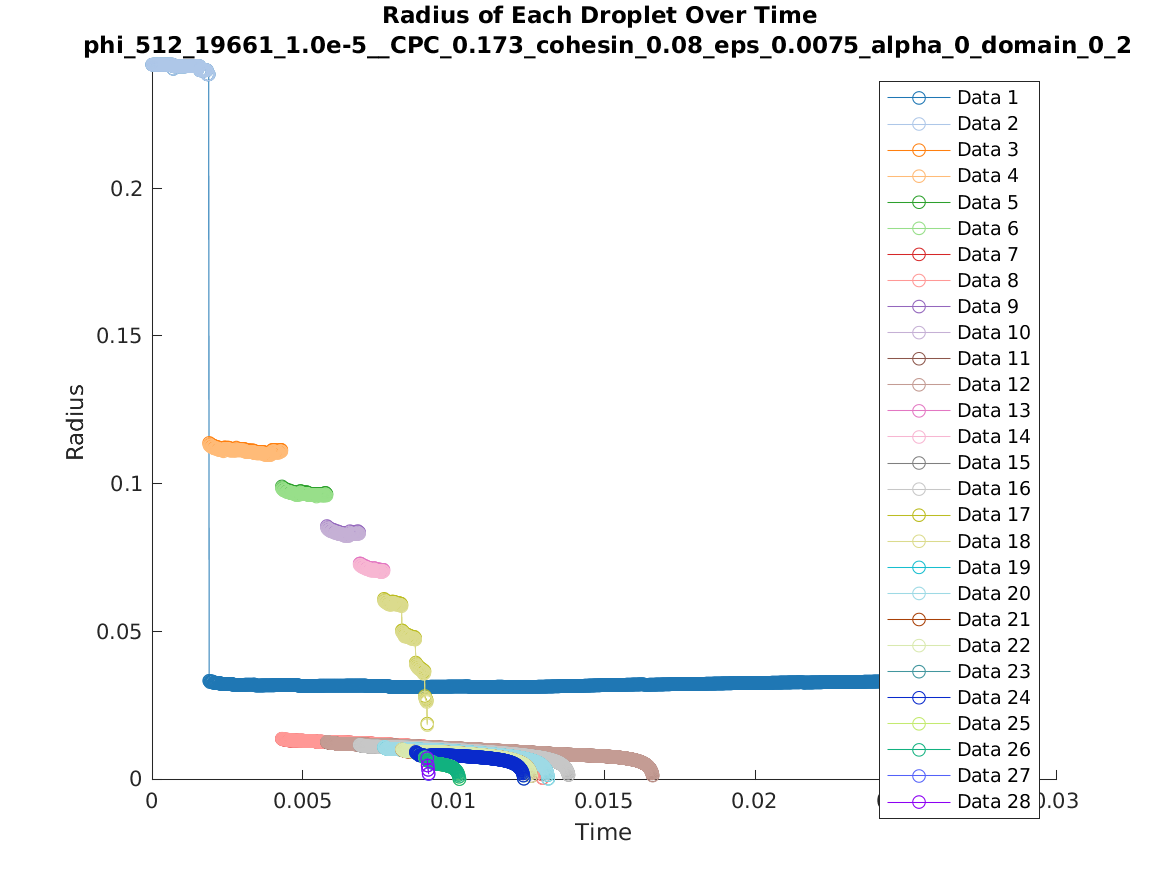 Radius of Each Droplet Over Time
phi_512_19661_1.0e-5__CPC_0.173_cohesin_0.08_eps_0.0075_alpha_0_domain_0_2
Radius
0.2
0.15
0.1
0.05
0
0
0.005
0.01
0.015
0.02
0.03
Time
Data 1
Data 2
Data 3
Data 4
Data 5
Data 6
Data 7
Data 8
Data 9
Data 10
Data 11
Data 12
Data 13
Data 14
Data 15
Data 16
Data 17
Data 18
Data 19
Data 20
Data 21
Data 22
Data 23
Data 24
Data 25
Data 26
Data 27
Data 28